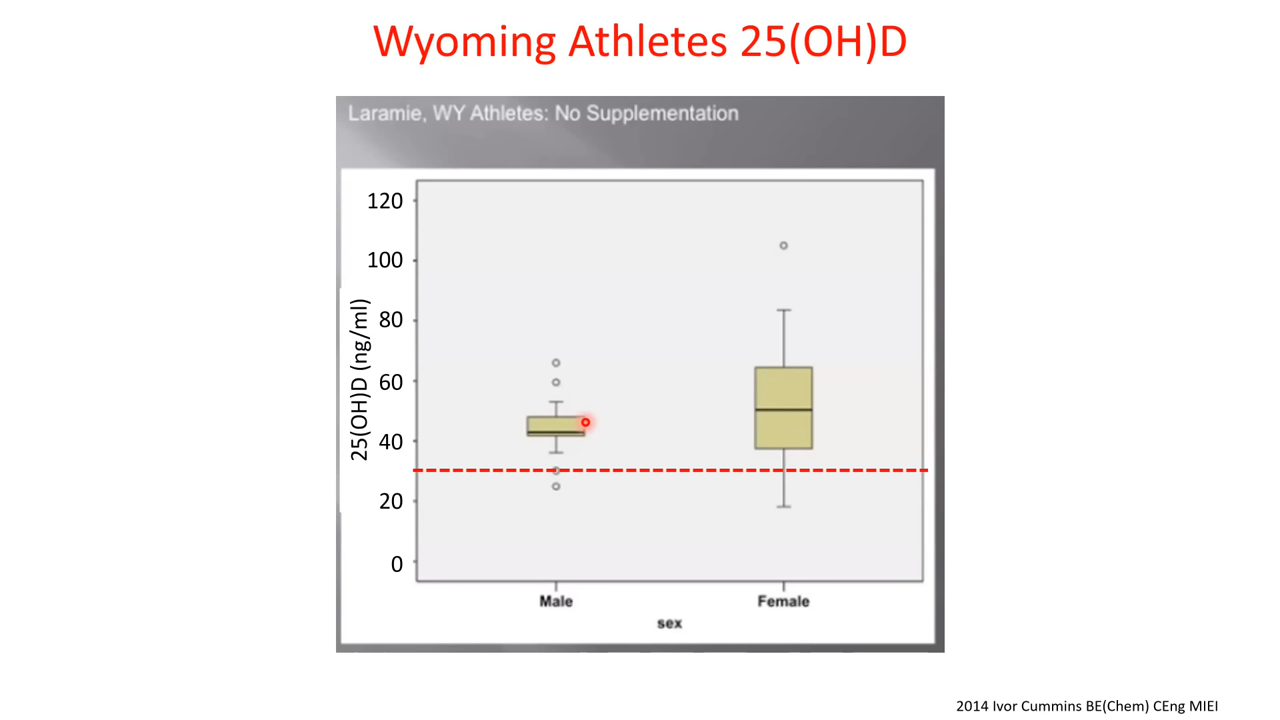 Wyoming Athletes 25(OH)D
Laramie, WY Athletes: No Supplementation
120
100
80
60
40
20
0
25(OH)D (ng/ml)
Male
Female
sex
2014 Ivor Cummins BE(Chem) CEng MIEI